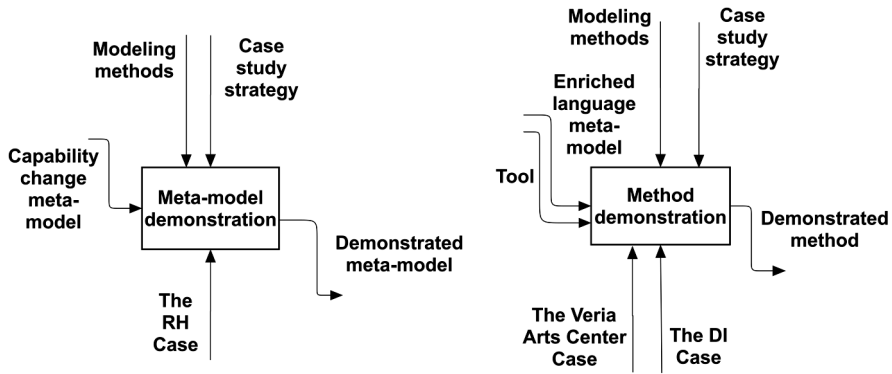 Modeling
methods
Case
study
strategy
Capability
change
meta-
model
Meta-model
demonstration
Demonstrated
meta-model
The
RH
Case
Modeling
methods
Case
study
strategy
Enriched
language
meta-
model
Tool
Method
demonstration
Demonstrated
method
The Veria
Arts Center
Case
The DI
Case